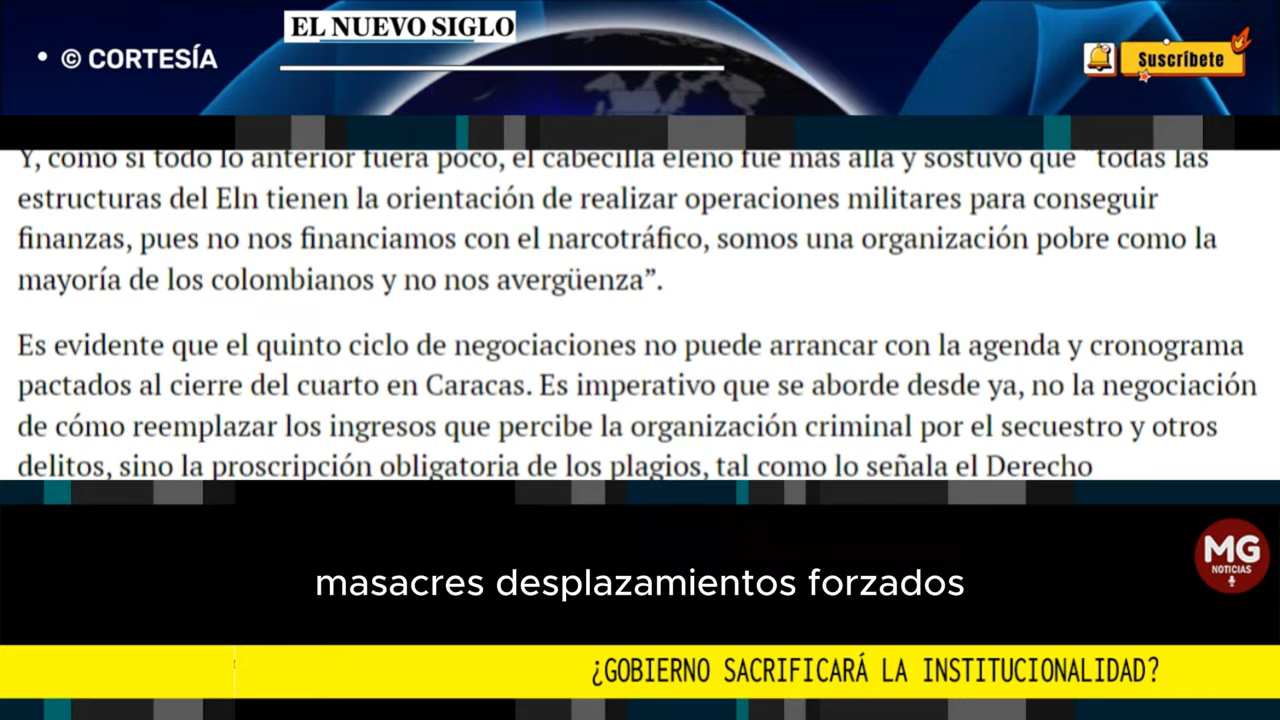 EL NUEVO SIGLO
• © CORTESÍA
Suscríbete
Y, como si todo lo anterior fuera poco, el cabecilla eleno fue más allá y sostuvo que “todas las
estructuras del Eln tienen la orientación de realizar operaciones militares para conseguir
finanzas, pues no nos financiamos con el narcotráfico, somos una organización pobre como la
mayoría de los colombianos y no nos avergüenza”.
Es evidente que el quinto ciclo de negociaciones no puede arrancar con la agenda y cronograma
pactados al cierre del cuarto en Caracas. Es imperativo que se aborde desde ya, no la negociación
de cómo reemplazar los ingresos que percibe la organización criminal por el secuestro y otros
delitos, sino la proscripción obligatoria de los plagios, tal como lo señala el Derecho
MG
NOTICIAS
masacres desplazamientos forzados
¿GOBIERNO SACRIFICARÁ LA INSTITUCIONALIDAD?